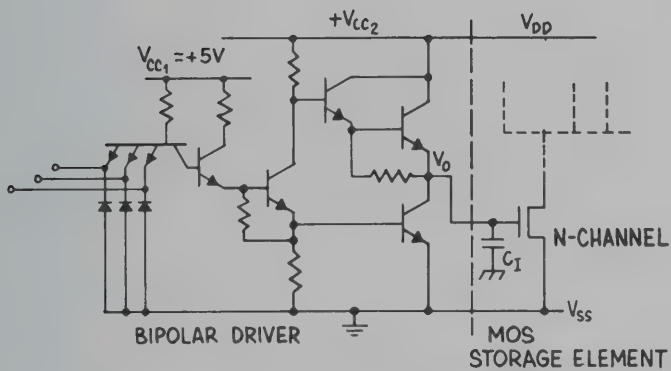 +V_CC2
V_DD
V_CC1 = +5V
V_O
N-CHANNEL
C_I
V_SS
BIPOLAR DRIVER
MOS
STORAGE ELEMENT